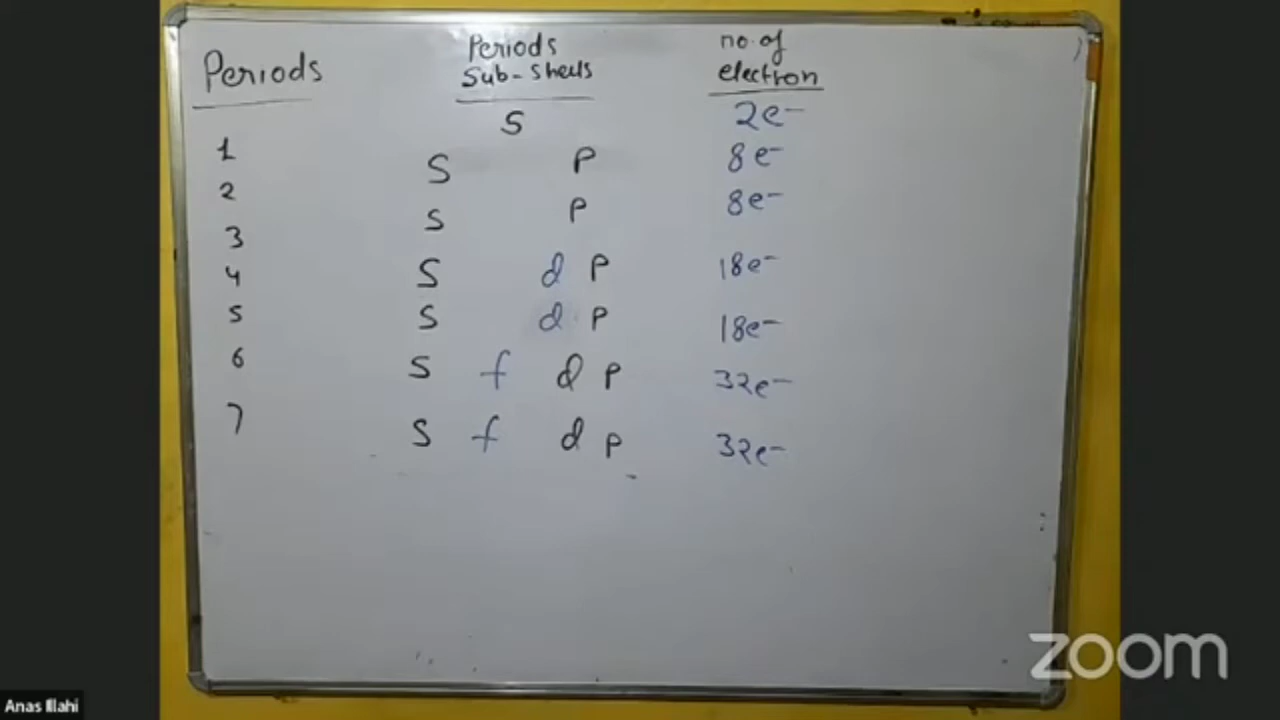 Periods Periods no. of
Sub-Shells electron
S 2e-
1 S P 8e-
2 S P 8e-
3
4 S d P 18e-
5 S d P 18e-
6 S f d P 32e-
7 S f d P 32e-
zoom
Anas Illahi